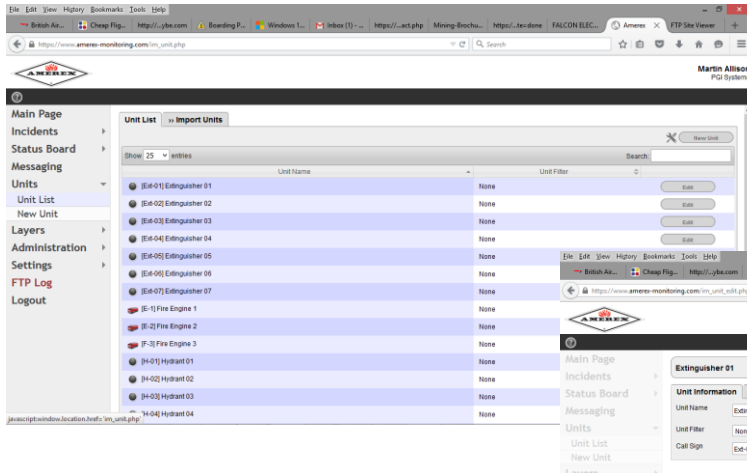 File Edit View History Bookmarks Tools Help
British Air... Cheap Flig... http://...ybe.com Boarding P... Windows 1... Inbox (1) - ... https://...act.php Mining-Brochu... https:/...tes=done FALCON ELEC... Amerex FTP Site Viewer
https://www.amerex-monitoring.com/im_unit.php Search
AMEREX
Martin Allison
PGI System
Main Page
Incidents
Status Board
Messaging
Units
Unit List
New Unit
Layers
Administration
Settings
FTP Log
Logout
Unit List » Import Units
New Unit
Show 25 entries Search:
Unit Name Unit Filter
[Ext-01] Extinguisher 01 None Edit
[Ext-02] Extinguisher 02 None Edit
[Ext-03] Extinguisher 03 None Edit
[Ext-04] Extinguisher 04 None Edit
[Ext-05] Extinguisher 05 None
[Ext-06] Extinguisher 06 None
[Ext-07] Extinguisher 07 None
[E-1] Fire Engine 1 None
[E-2] Fire Engine 2 None
[F-3] Fire Engine 3 None
[H-01] Hydrant 01 None
[H-02] Hydrant 02 None
[H-03] Hydrant 03 None
[H-04] Hydrant 04 None
javascript:window.location.href='im_unit.php'
File Edit View History Bookmarks Tools Help
British Air... Cheap Flig... http://...ybe.com
https://www.amerex-monitoring.com/im_unit_edit.php
AMEREX
Main Page
Incidents
Status Board
Messaging
Units
Unit List
New Unit
Layers
Extinguisher 01
Unit Information
Unit Name Extin
Unit Filter Non
Call Sign Ext-0